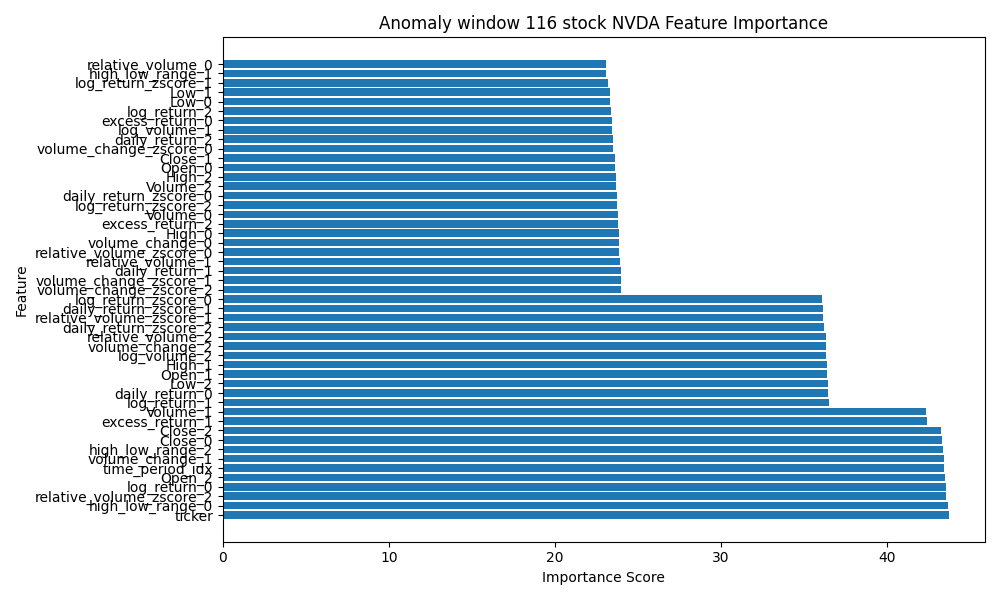 Anomaly window 116 stock NVDA Feature Importance
relative_volume_0
high_low_range_1
log_return_zscore_1
Low_1
Low_0
log_return_2
excess_return_0
log_volume_1
daily_return_2
volume_change_zscore_0
Close_1
Open_0
High_2
Volume_2
daily_return_zscore_0
log_return_zscore_2
Volume_0
excess_return_2
High_0
volume_change_0
relative_volume_zscore_0
relative_volume_1
daily_return_1
volume_change_zscore_1
volume_change_zscore_2
log_return_zscore_0
daily_return_zscore_1
relative_volume_zscore_1
daily_return_zscore_2
relative_volume_2
volume_change_2
log_volume_2
High_1
Open_1
Low_2
daily_return_0
log_return_1
Volume_1
excess_return_1
Close_2
Close_0
high_low_range_2
volume_change_1
time_period_idx
Open_2
log_return_0
relative_volume_zscore_2
high_low_range_0
ticker
Feature
0 10 20 30 40
Importance Score